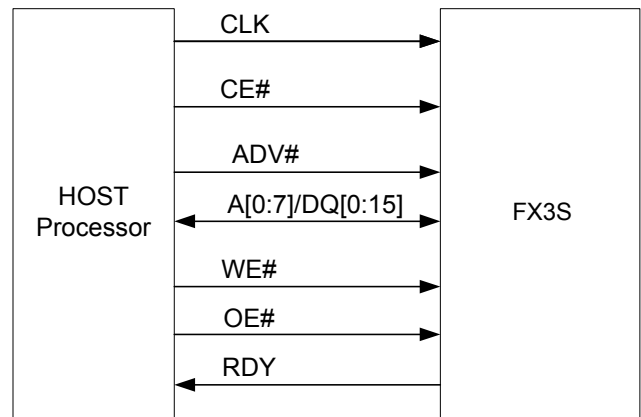 CLK
CE#
ADV#
A[0:7]/DQ[0:15]
HOST
Processor
FX3S
WE#
OE#
RDY